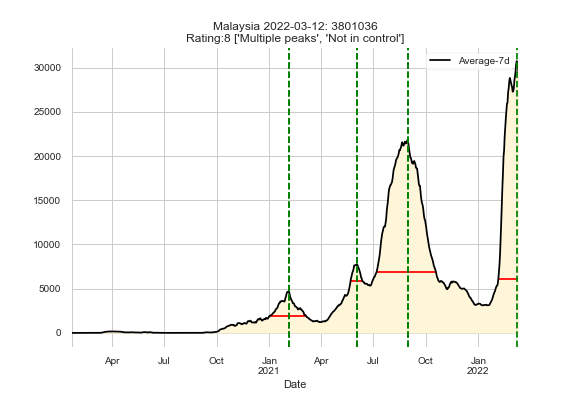 Malaysia 2022-03-12: 3801036
Rating:8 ['Multiple peaks', 'Not in control']
Average-7d
30000
25000
20000
15000
10000
5000
0
Apr
Jul
Oct
Jan
2021
Apr
Jul
Oct
Jan
2022
Date